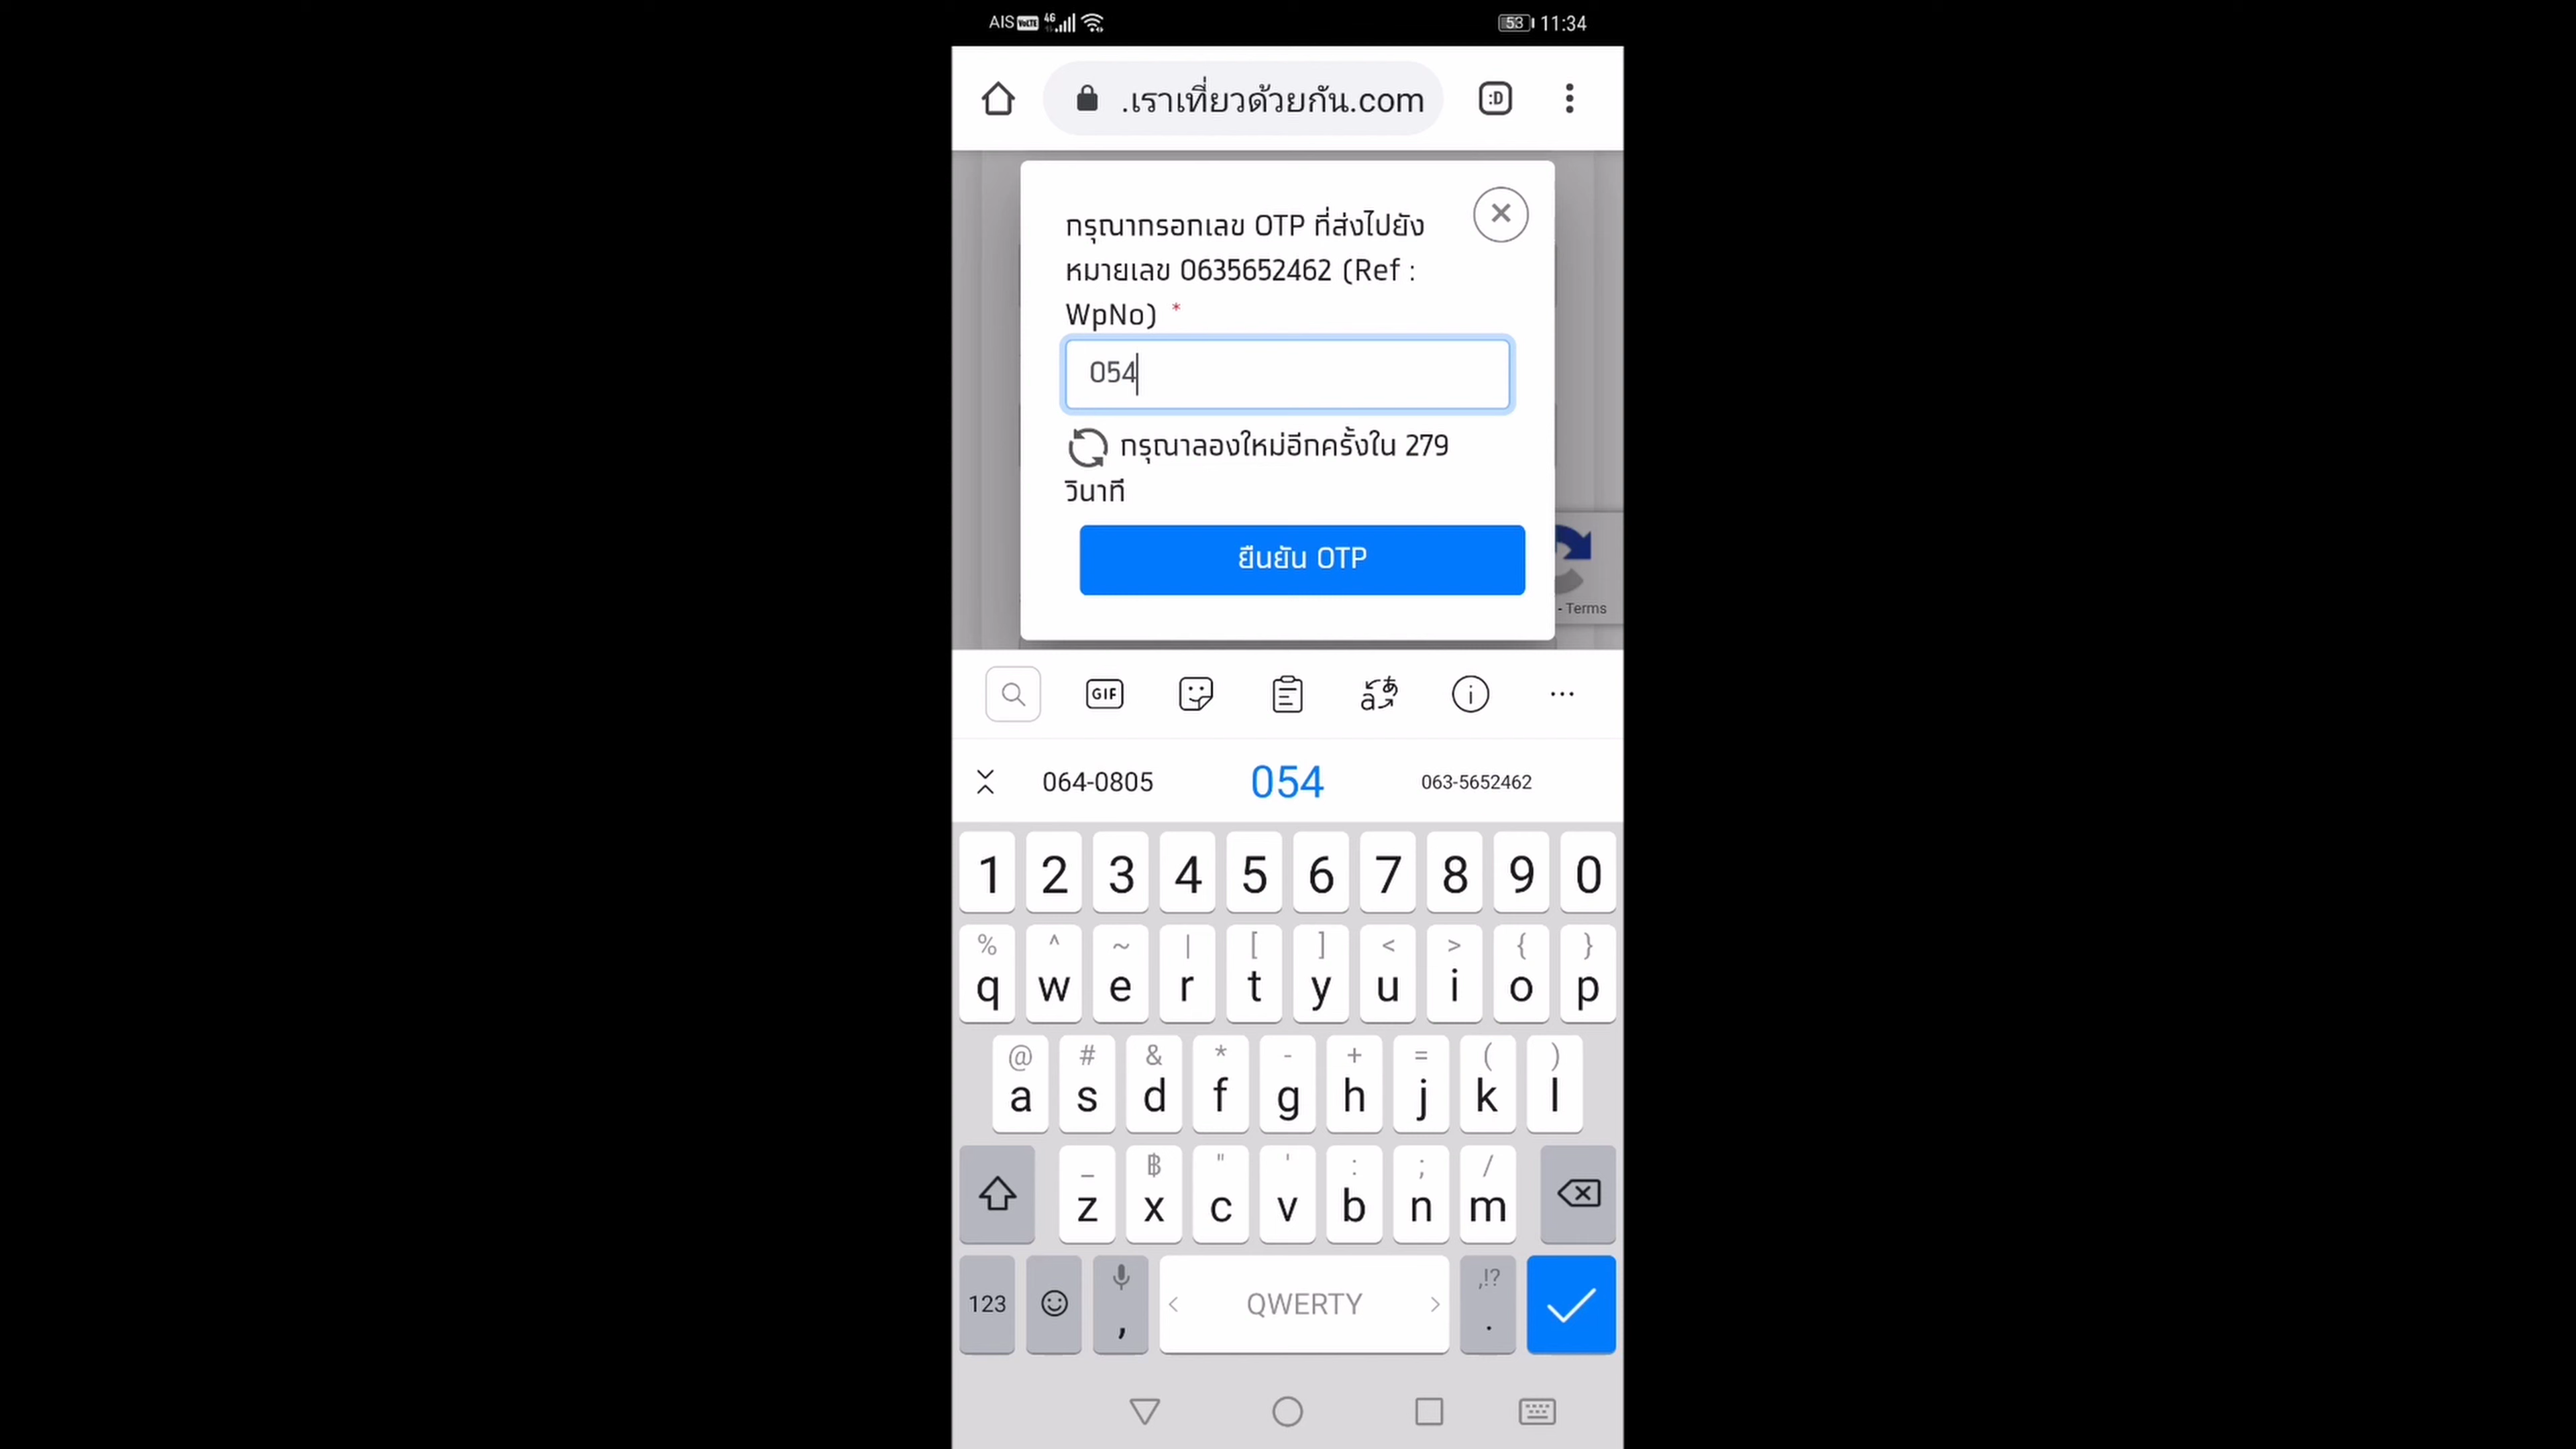 AIS VoLTE 4G 53 11:34
.เราเที่ยวด้วยกัน.com :D
กรุณากรอกเลข OTP ที่ส่งไปยัง
หมายเลข 0635652462 (Ref :
WpNo) *
054
กรุณาลองใหม่อีกครั้งใน 279
วินาที
ยืนยัน OTP
- Terms
GIF
064-0805 054 063-5652462
1 2 3 4 5 6 7 8 9 0
% ^ ~ | [ ] < > { }
q w e r t y u i o p
@ # & * - + = ( )
a s d f g h j k l
_ ฿ " ' : ; /
z x c v b n m
,!?
123 , QWERTY .